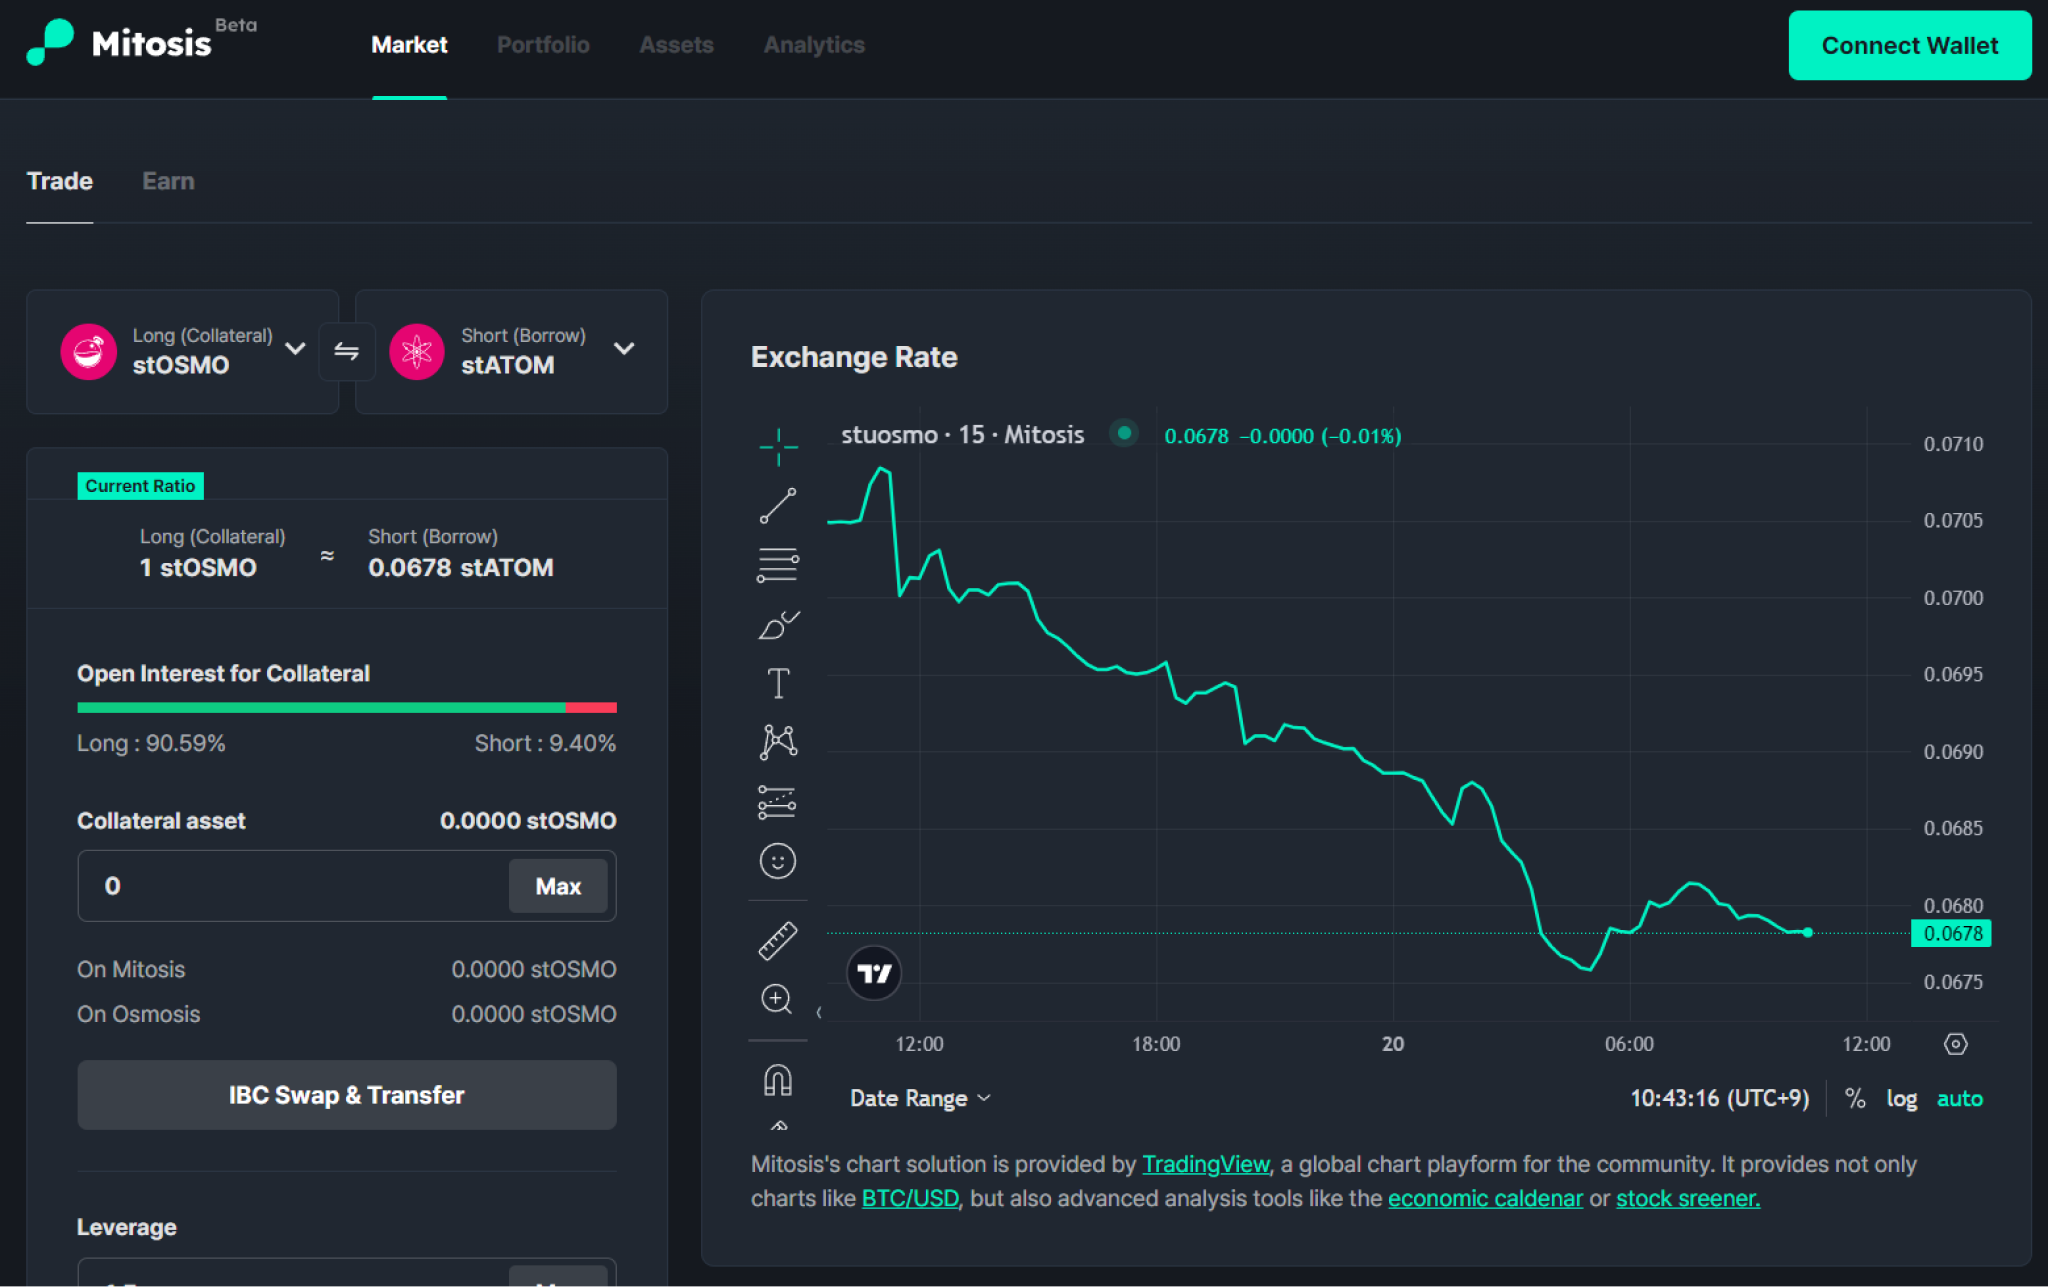 Mitosis Beta
Market Portfolio Assets Analytics
Connect Wallet
Trade Earn
Long (Collateral)
stOSMO
Short (Borrow)
stATOM
Current Ratio
Long (Collateral)
1 stOSMO
≈
Short (Borrow)
0.0678 stATOM
Open Interest for Collateral
Long : 90.59% Short : 9.40%
Collateral asset 0.0000 stOSMO
0 Max
On Mitosis 0.0000 stOSMO
On Osmosis 0.0000 stOSMO
IBC Swap & Transfer
Leverage
Exchange Rate
stuosmo · 15 · Mitosis 0.0678 −0.0000 (−0.01%)
0.0710
0.0705
0.0700
0.0695
0.0690
0.0685
0.0680
0.0678
0.0675
12:00 18:00 20 06:00 12:00
Date Range 10:43:16 (UTC+9) % log auto
Mitosis's chart solution is provided by TradingView, a global chart playform for the community. It provides not only
charts like BTC/USD, but also advanced analysis tools like the economic caldenar or stock sreener.